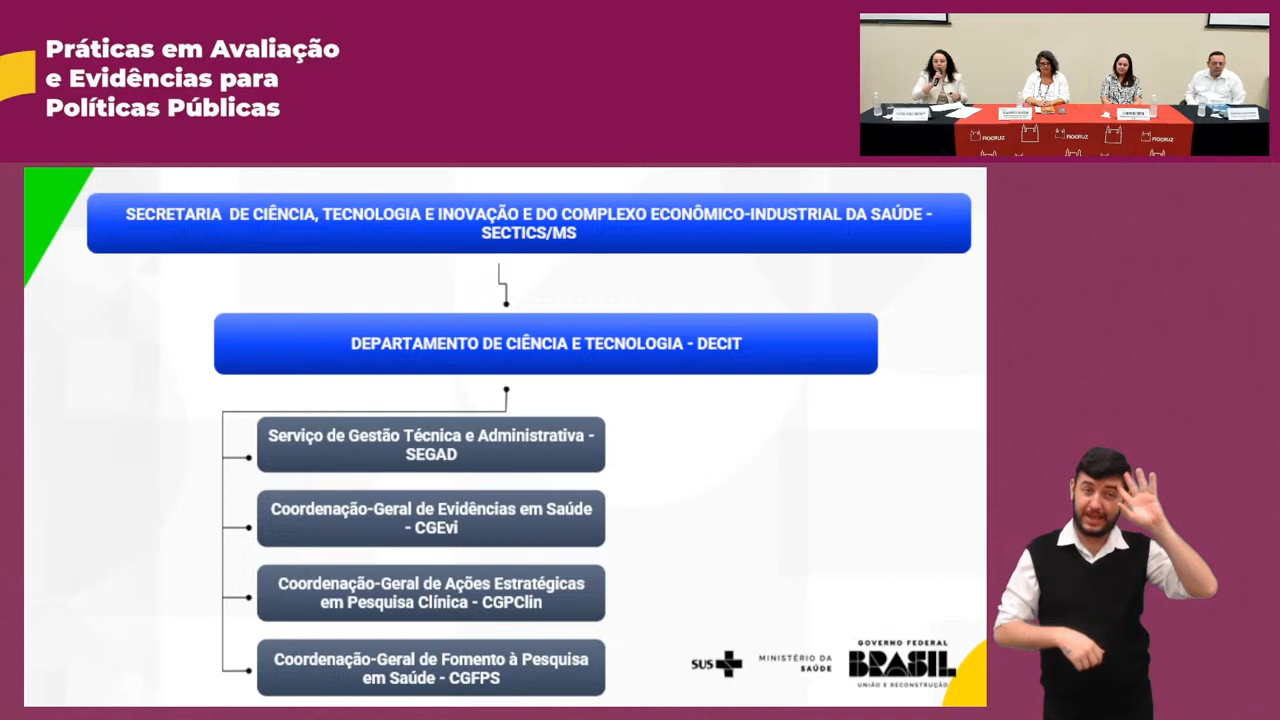 Práticas em Avaliação
e Evidências para
Políticas Públicas
FIOCRUZ
FIOCRUZ
FIOCRUZ
SECRETARIA DE CIÊNCIA, TECNOLOGIA E INOVAÇÃO E DO COMPLEXO ECONÔMICO-INDUSTRIAL DA SAÚDE -
SECTICS/MS
DEPARTAMENTO DE CIÊNCIA E TECNOLOGIA - DECIT
Serviço de Gestão Técnica e Administrativa -
SEGAD
Coordenação-Geral de Evidências em Saúde
- CGEvi
Coordenação-Geral de Ações Estratégicas
em Pesquisa Clínica - CGPClin
Coordenação-Geral de Fomento à Pesquisa
em Saúde - CGFPS
SUS
MINISTÉRIO DA
SAÚDE
GOVERNO FEDERAL
BRASIL
UNIÃO E RECONSTRUÇÃO